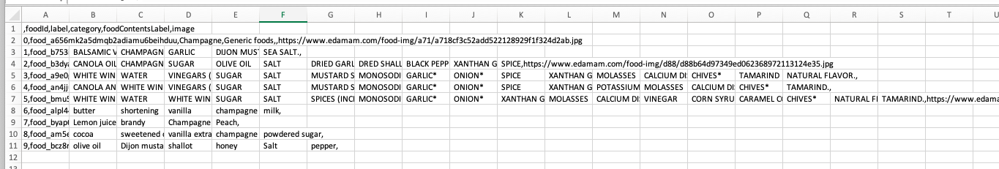 A B C D E F G H I J K L M N O P Q R S T U
1 ,foodId,label,category,foodContentsLabel,image
2 0,food_a656mk2a5dmqb2adiamu6beihduu,Champagne,Generic foods,,https://www.edamam.com/food-img/a71/a718cf3c52add522128929f1f324d2ab.jpg
3 1,food_b753 BALSAMIC V CHAMPAGN GARLIC DIJON MUS SEA SALT.,
4 2,food_b3dy CANOLA OIL CHAMPAGN SUGAR OLIVE OIL SALT DRIED GARL DRED SHALL BLACK PEPP XANTHAN G SPICE,https://www.edamam.com/food-img/d88/d88b64d97349ed062368972113124e35.jpg
5 3,food_a9e0 WHITE WIN WATER VINEGARS ( SUGAR SALT MUSTARD S MONOSODI GARLIC* ONION* SPICE XANTHAN G MOLASSES CALCIUM DI CHIVES* TAMARIND NATURAL FLAVOR.,
6 4,food_an4jj CANOLA AN WHITE WIN VINEGARS ( SUGAR SALT MUSTARD S MONOSODI GARLIC* ONION* SPICE XANTHAN G POTASSIUM MOLASSES CALCIUM DI CHIVES* TAMARIND.,
7 5,food_bmu WHITE WIN WATER WHITE WIN SUGAR SALT SPICES (INCL MONOSODI GARLIC* ONION* XANTHAN G MOLASSES CALCIUM DI VINEGAR CORN SYRU CARAMEL CHIVES* NATURAL FL TAMARIND.,https://www.edama
8 6,food_alpl4 butter shortening vanilla champagne milk,
9 7,food_byap Lemon juice brandy Champagne Peach,
10 8,food_am5e cocoa sweetened vanilla extra champagne powdered sugar,
11 9,food_bcz8 olive oil Dijon musta shallot honey Salt pepper,
12